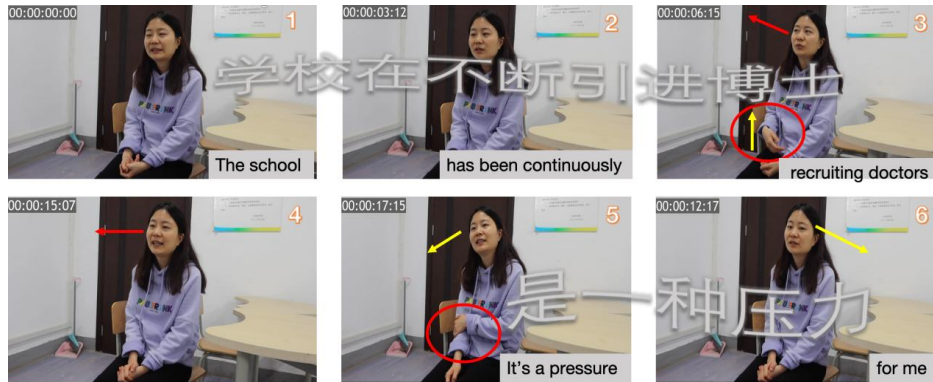 00:00:00:00
1
00:00:03:12
2
00:00:06:15
3
学校在不断引进博士
The school
has been continuously
recruiting doctors
00:00:15:07
4
00:00:17:15
5
00:00:12:17
6
是一种压力
It's a pressure
for me